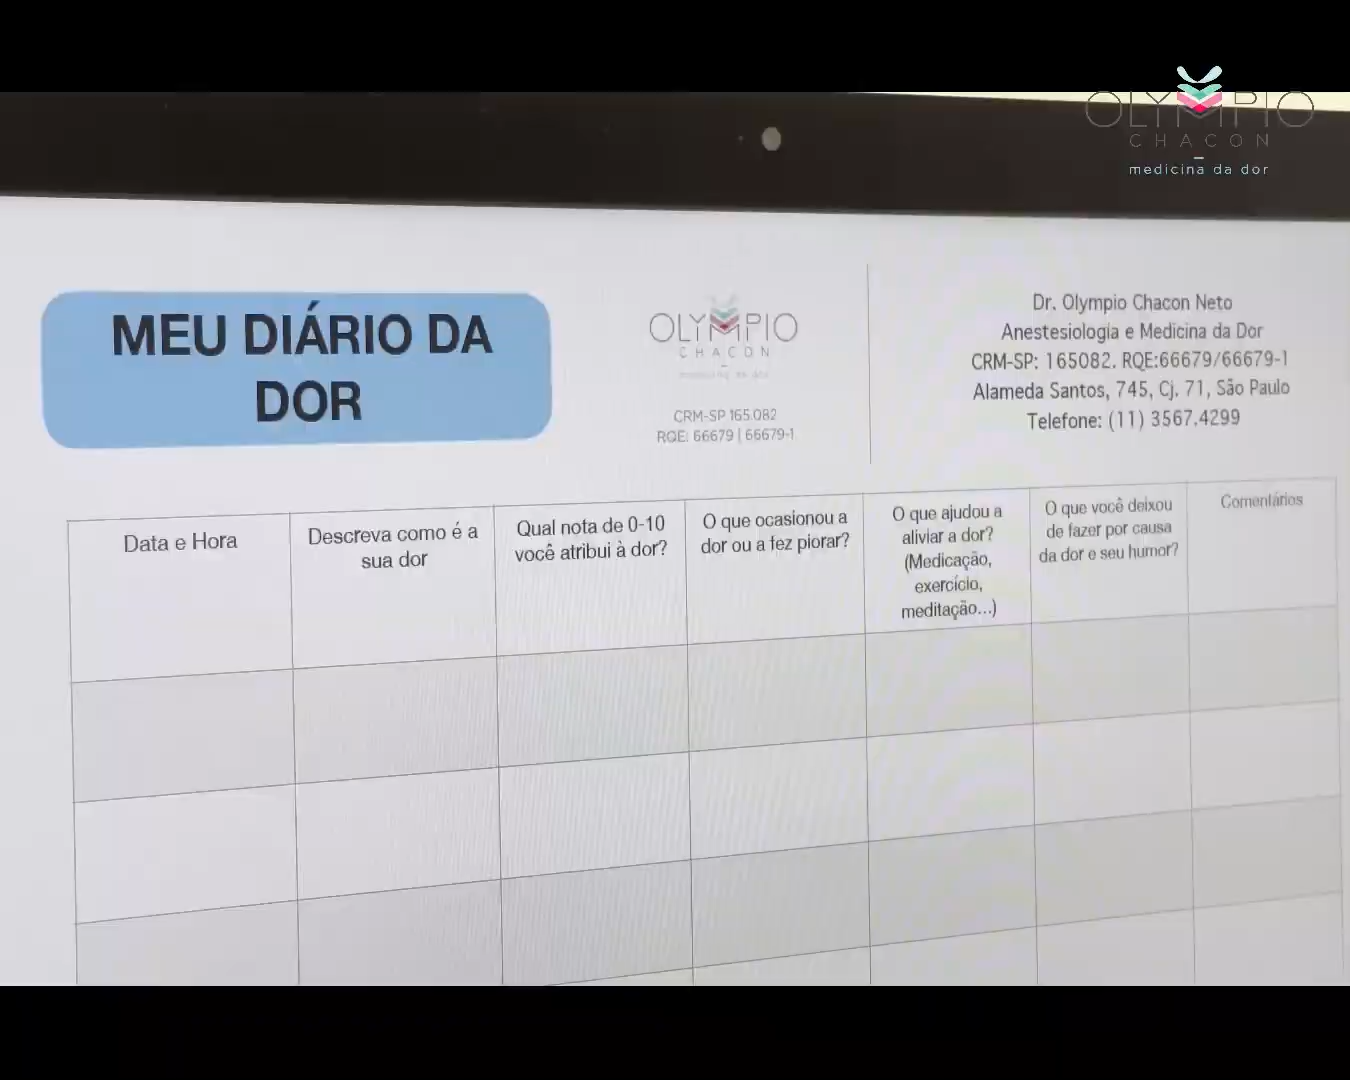 OLYMPIO
CHACON
medicina da dor
MEU DIÁRIO DA
DOR
OLYMPIO
CHACON
medicina da dor
CRM-SP 165.082
RQE: 66679 | 66679-1
Dr. Olympio Chacon Neto
Anestesiologia e Medicina da Dor
CRM-SP: 165082. RQE:66679/66679-1
Alameda Santos, 745, Cj. 71, São Paulo
Telefone: (11) 3567.4299
Data e Hora
Descreva como é a
sua dor
Qual nota de 0-10
você atribui à dor?
O que ocasionou a
dor ou a fez piorar?
O que ajudou a
aliviar a dor?
(Medicação,
exercício,
meditação...)
O que você deixou
de fazer por causa
da dor e seu humor?
Comentários